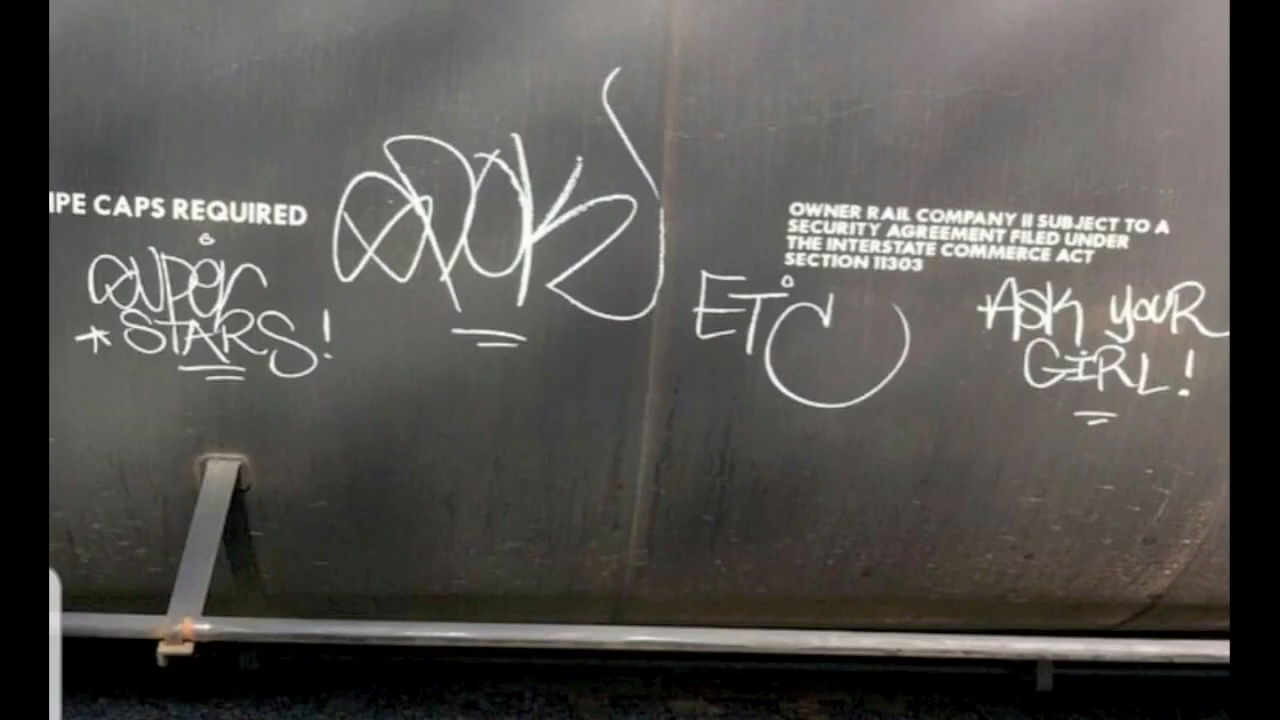 IPE CAPS REQUIRED
SUPER
STARS!
OWNER RAIL COMPANY II SUBJECT TO A
SECURITY AGREEMENT FILED UNDER
THE INTERSTATE COMMERCE ACT
SECTION 11303
ETC
ASK YOUR
GIRL!